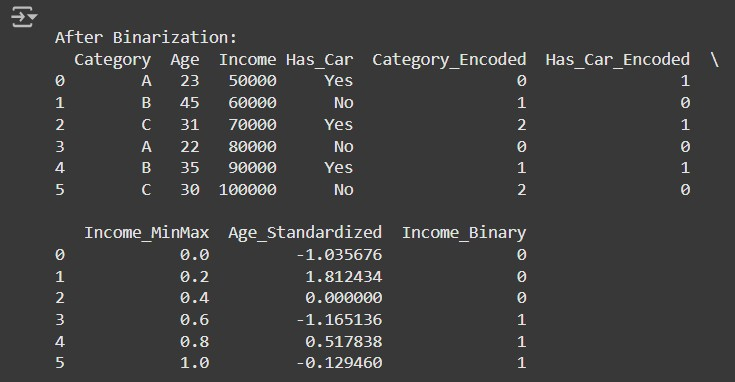 After Binarization:
  Category  Age  Income Has_Car  Category_Encoded  Has_Car_Encoded  \
0        A   23   50000     Yes                 0                1
1        B   45   60000      No                 1                0
2        C   31   70000     Yes                 2                1
3        A   22   80000      No                 0                0
4        B   35   90000     Yes                 1                1
5        C   30  100000      No                 2                0
   Income_MinMax  Age_Standardized  Income_Binary
0            0.0         -1.035676              0
1            0.2          1.812434              0
2            0.4          0.000000              0
3            0.6         -1.165136              1
4            0.8          0.517838              1
5            1.0         -0.129460              1